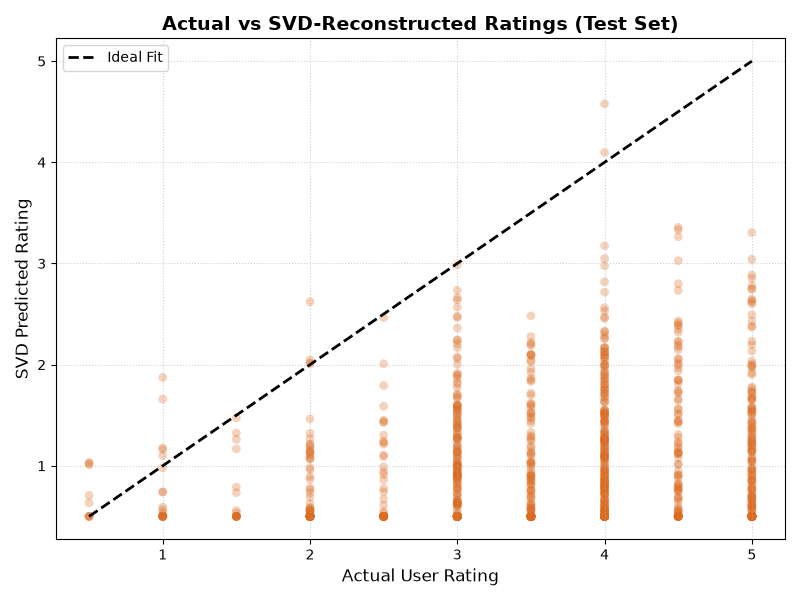 Actual vs SVD-Reconstructed Ratings (Test Set)
Ideal Fit
SVD Predicted Rating
5
4
3
2
1
1 2 3 4 5
Actual User Rating